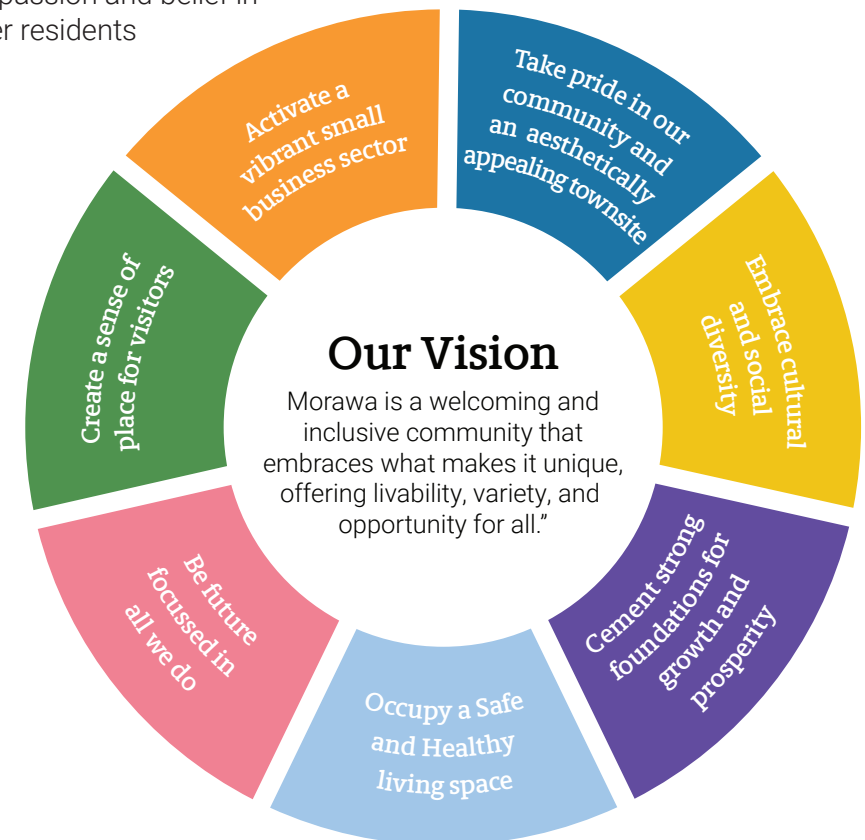 passion and belief in
er residents
Activate a
vibrant small
business sector
Take pride in our
community and
an aesthetically
appealing townsite
Embrace cultural
and social
diversity
Cement strong
foundations for
growth and
prosperity
Occupy a Safe
and Healthy
living space
Be future
focussed in
all we do
Create a sense of
place for visitors
Our Vision
Morawa is a welcoming and
inclusive community that
embraces what makes it unique,
offering livability, variety, and
opportunity for all.”